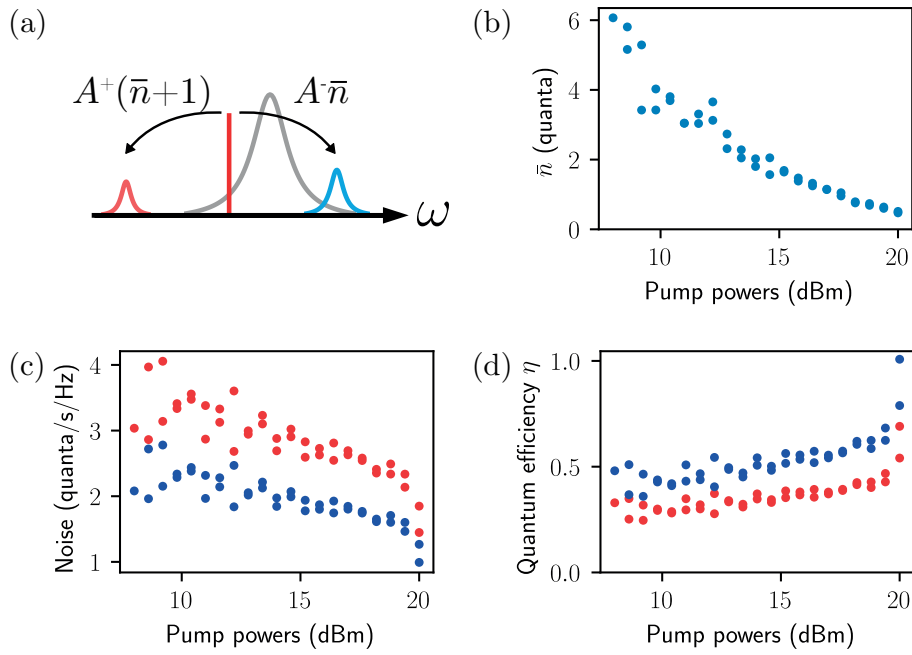 (a)
A⁺(n̄+1)
A⁻n̄
ω
(b)
n̄ (quanta)
6
4
2
0
10
15
20
Pump powers (dBm)
(c)
Noise (quanta/s/Hz)
4
3
2
1
10
15
20
Pump powers (dBm)
(d)
Quantum efficiency η
1.0
0.5
0.0
10
15
20
Pump powers (dBm)